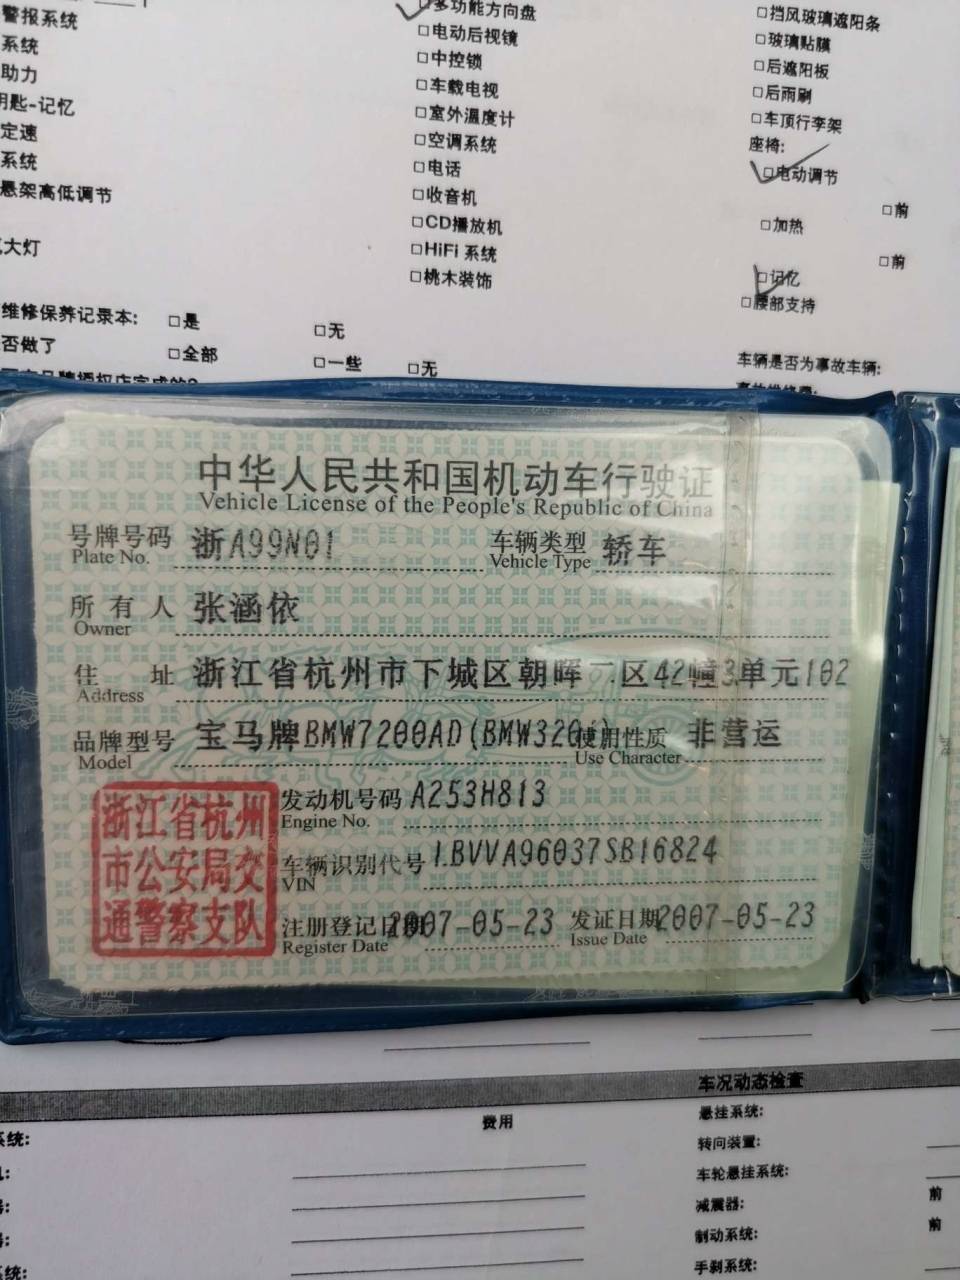 警报系统
系统
助力
钥匙-记忆
定速
系统
悬架高低调节
大灯
多功能方向盘
□电动后视镜
□中控锁
□车载电视
□室外温度计
□空调系统
□电话
□收音机
□CD播放机
□HiFi 系统
□桃木装饰
□挡风玻璃遮阳条
□玻璃贴膜
□后遮阳板
□后雨刷
□车顶行李架
座椅:
□电动调节
□前
□加热
□前
□记忆
□腰部支持
维修保养记录本: □是 □无
否做了 □全部 □一些 □无
车辆是否为事故车辆:
中华人民共和国机动车行驶证
Vehicle License of the People's Republic of China
号牌号码 浙A99N01 车辆类型 轿车
Plate No. Vehicle Type
所有人 张涵依
Owner
住址 浙江省杭州市下城区朝晖二区42幢3单元102
Address
品牌型号 宝马牌BMW7200AD(BMW320i) 使用性质 非营运
Model Use Character
浙江省杭州
市公安局交
通警察支队
发动机号码 A253H813
Engine No.
车辆识别代号 LBVVA96037SB16824
VIN
注册登记日期 2007-05-23 发证日期 2007-05-23
Register Date Issue Date
车况动态检查
费用
悬挂系统:
转向装置:
车轮悬挂系统:
减震器: 前
制动系统: 前
手刹系统:
系统:
系统: